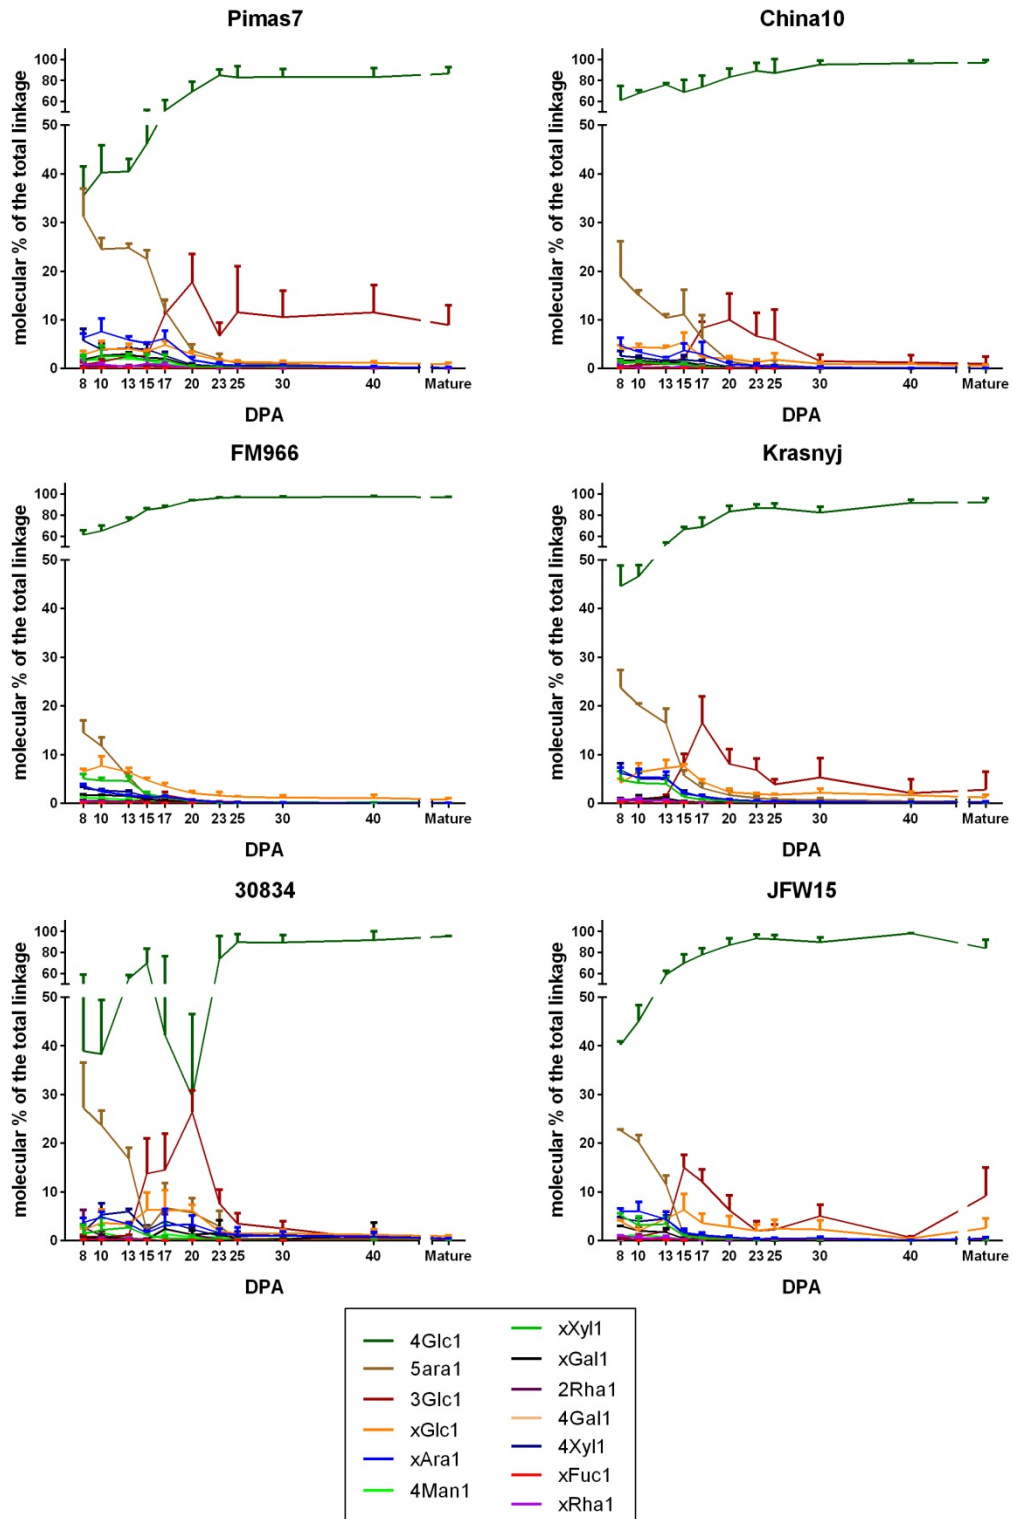 Pimas7
molecular % of the total linkage
100
80
60
50
40
30
20
10
0
8 10 13 15 17 20 23 25 30 40 Mature
DPA
China10
molecular % of the total linkage
100
80
60
50
40
30
20
10
0
8 10 13 15 17 20 23 25 30 40 Mature
DPA
FM966
molecular % of the total linkage
100
80
60
50
40
30
20
10
0
8 10 13 15 17 20 23 25 30 40 Mature
DPA
Krasnyj
molecular % of the total linkage
100
80
60
50
40
30
20
10
0
8 10 13 15 17 20 23 25 30 40 Mature
DPA
30834
molecular % of the total linkage
100
80
60
50
40
30
20
10
0
8 10 13 15 17 20 23 25 30 40 Mature
DPA
JFW15
molecular % of the total linkage
100
80
60
50
40
30
20
10
0
8 10 13 15 17 20 23 25 30 40 Mature
DPA
4Glc1
5ara1
3Glc1
xGlc1
xAra1
4Man1
xXyl1
xGal1
2Rha1
4Gal1
4Xyl1
xFuc1
xRha1